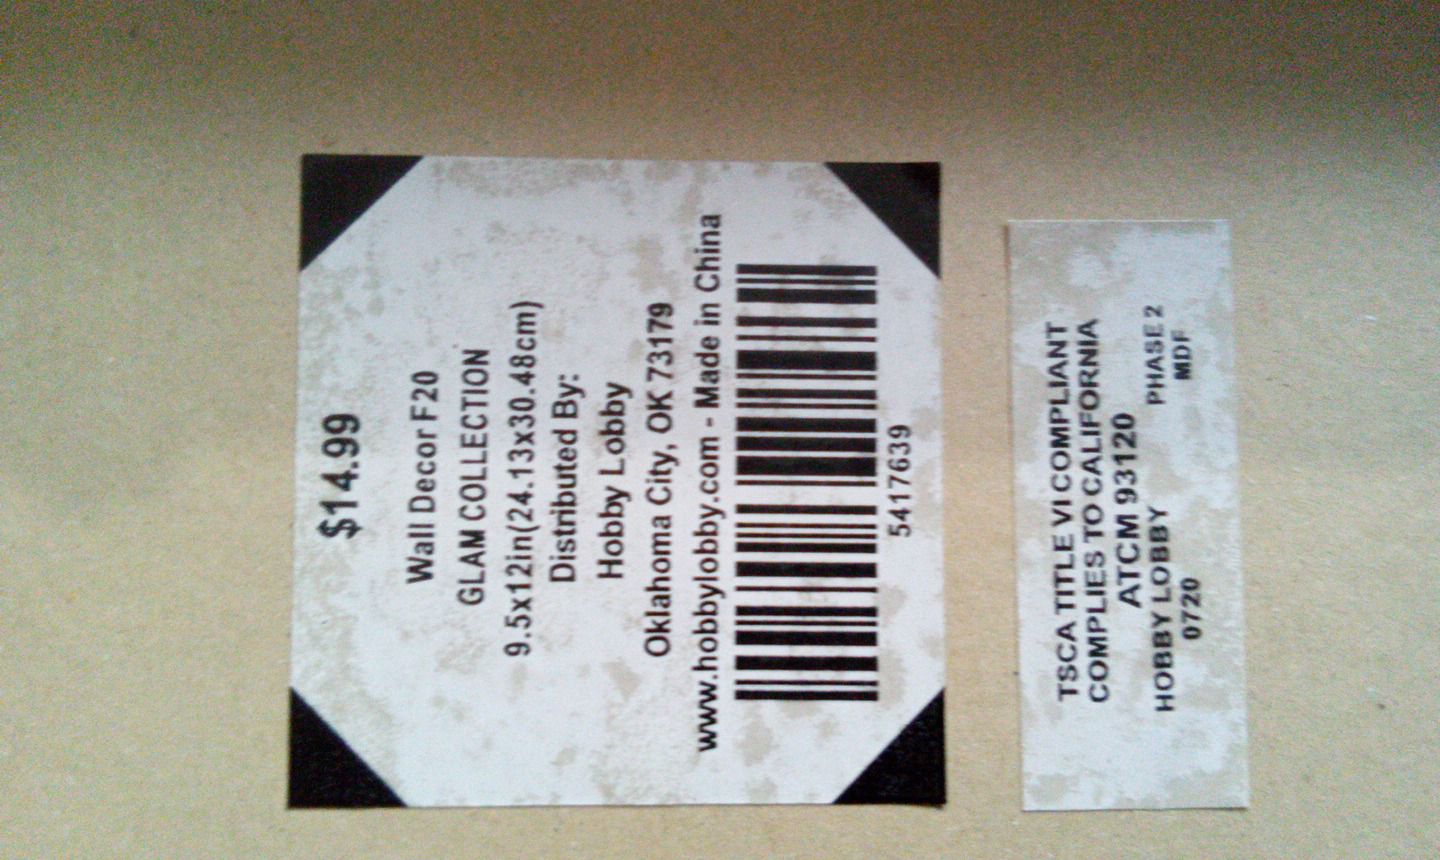 $14.99
Wall Decor F20
GLAM COLLECTION
9.5x12in(24.13x30.48cm)
Distributed By:
Hobby Lobby
Oklahoma City, OK 73179
www.hobbylobby.com - Made in China
5417639
TSCA TITLE VI COMPLIANT
COMPLIES TO CALIFORNIA
ATCM 93120
HOBBY LOBBY PHASE 2
0720 MDF